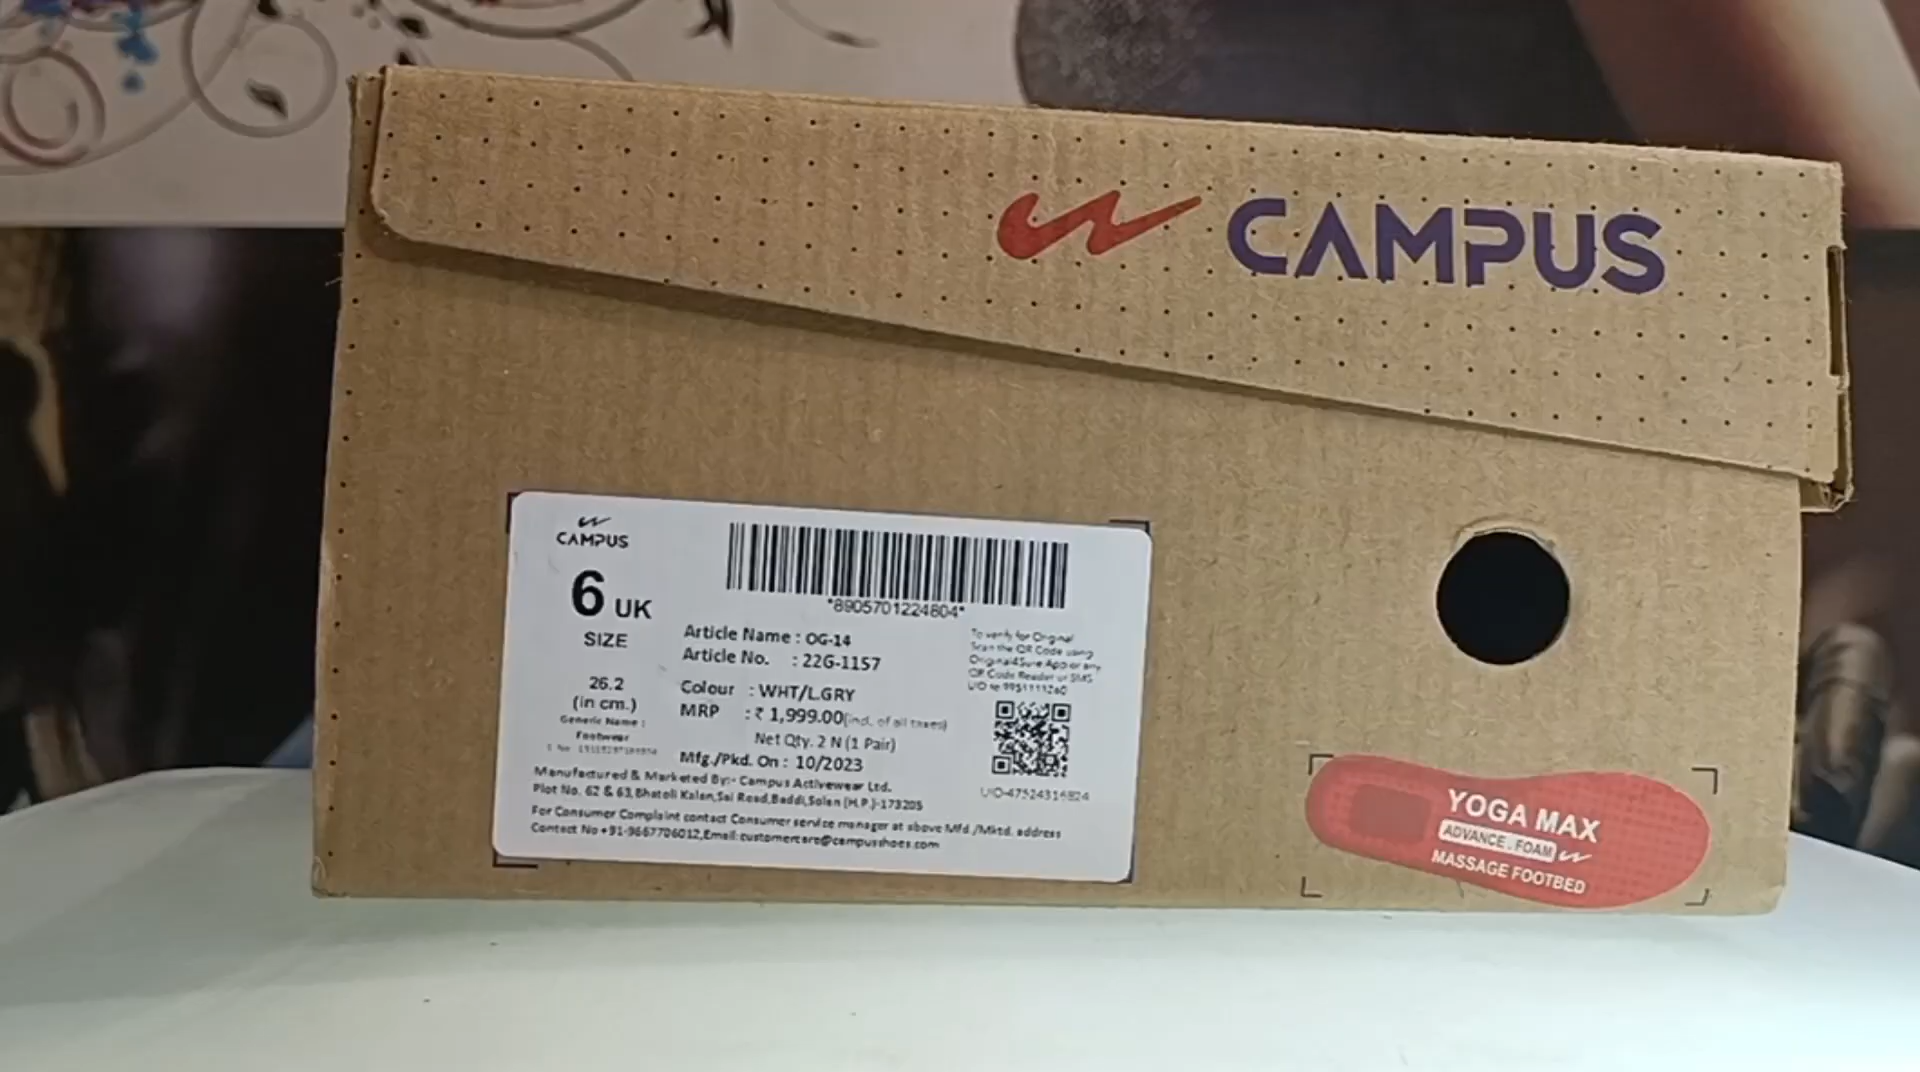 CAMPUS
CAMPUS
6 UK
SIZE
26.2
(in cm.)
Generic Name :
Footwear
*8905701224804*
Article Name : OG-14
Article No. : 22G-1157
Colour : WHT/L.GRY
MRP : ₹ 1,999.00(incl. of all taxes)
Net Qty. 2 N (1 Pair)
Mfg./Pkd. On : 10/2023
To verify for Original
Scan the QR Code using
Original4Sure App or any
QR Code Reader or SMS
UID to 9951111260
UID-47524316824
Manufactured & Marketed By:- Campus Activewear Ltd.
Plot No. 62 & 63, Bhatoli Kalan, Sai Road, Baddi, Solan (H.P.)-173205
For Consumer Complaint contact Consumer service manager at above Mfd./Mktd. address
Contact No +91-9667706012, Email: customercare@campusshoes.com
YOGA MAX
ADVANCE . FOAM
MASSAGE FOOTBED